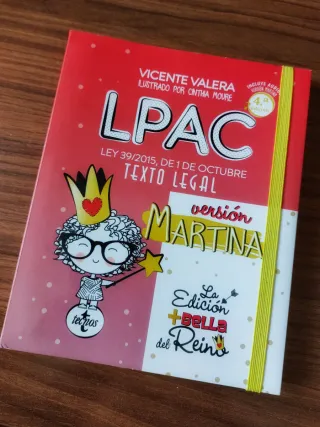 VICENTE VALERA
ILUSTRADO POR CINTHIA MOURE
LPAC
LEY 39/2015, DE 1 DE OCTUBRE
TEXTO LEGAL
versión
MARTINA
La
Edición
+BELLA
del Reino
tecnos
4.ª